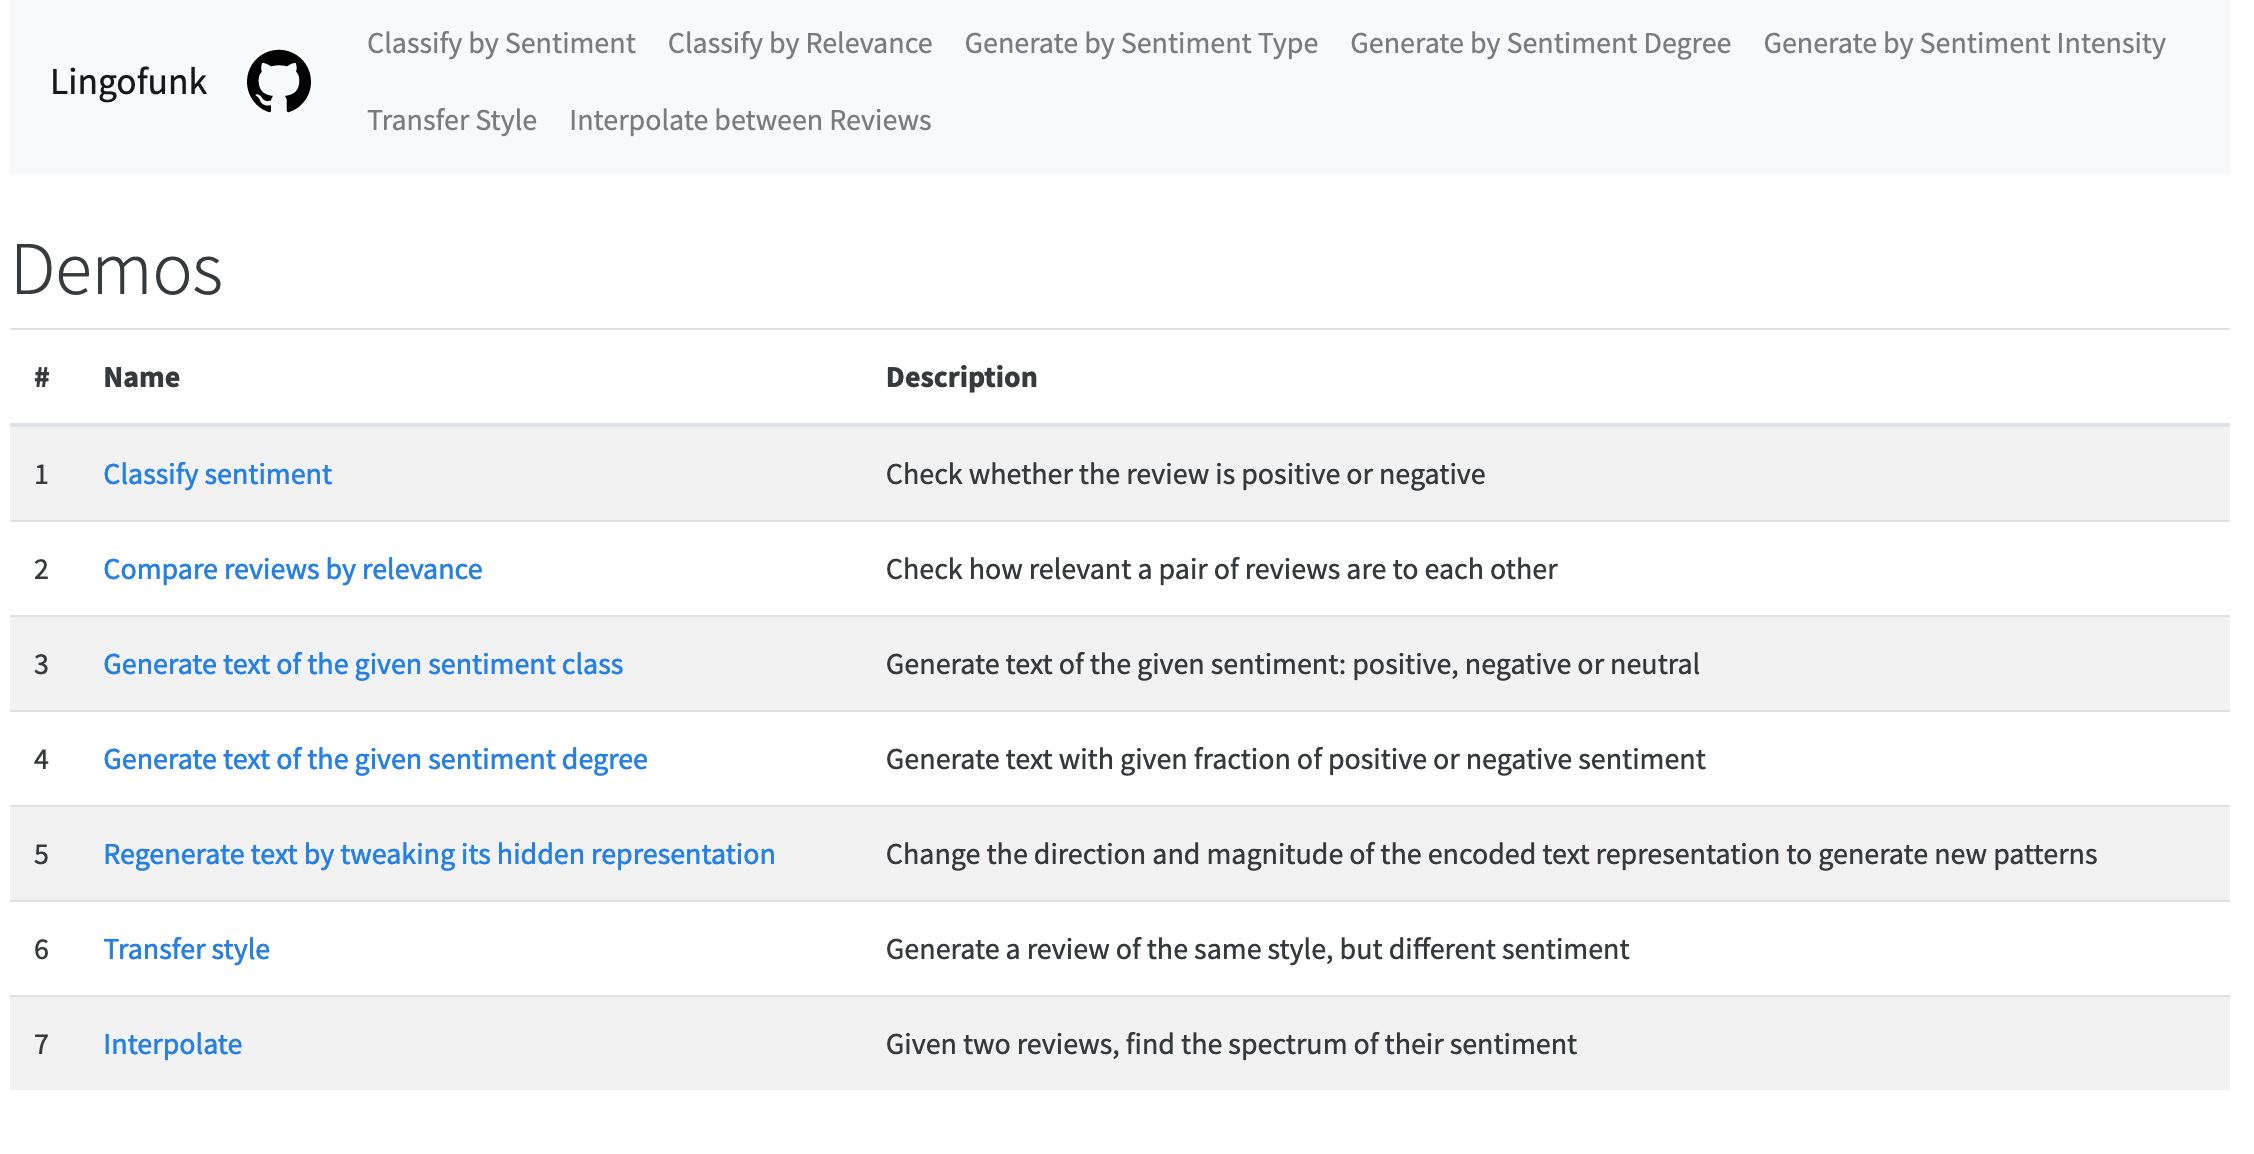 Lingofunk
Classify by Sentiment Classify by Relevance Generate by Sentiment Type Generate by Sentiment Degree Generate by Sentiment Intensity
Transfer Style Interpolate between Reviews
Demos
# Name Description
1 Classify sentiment Check whether the review is positive or negative
2 Compare reviews by relevance Check how relevant a pair of reviews are to each other
3 Generate text of the given sentiment class Generate text of the given sentiment: positive, negative or neutral
4 Generate text of the given sentiment degree Generate text with given fraction of positive or negative sentiment
5 Regenerate text by tweaking its hidden representation Change the direction and magnitude of the encoded text representation to generate new patterns
6 Transfer style Generate a review of the same style, but different sentiment
7 Interpolate Given two reviews, find the spectrum of their sentiment